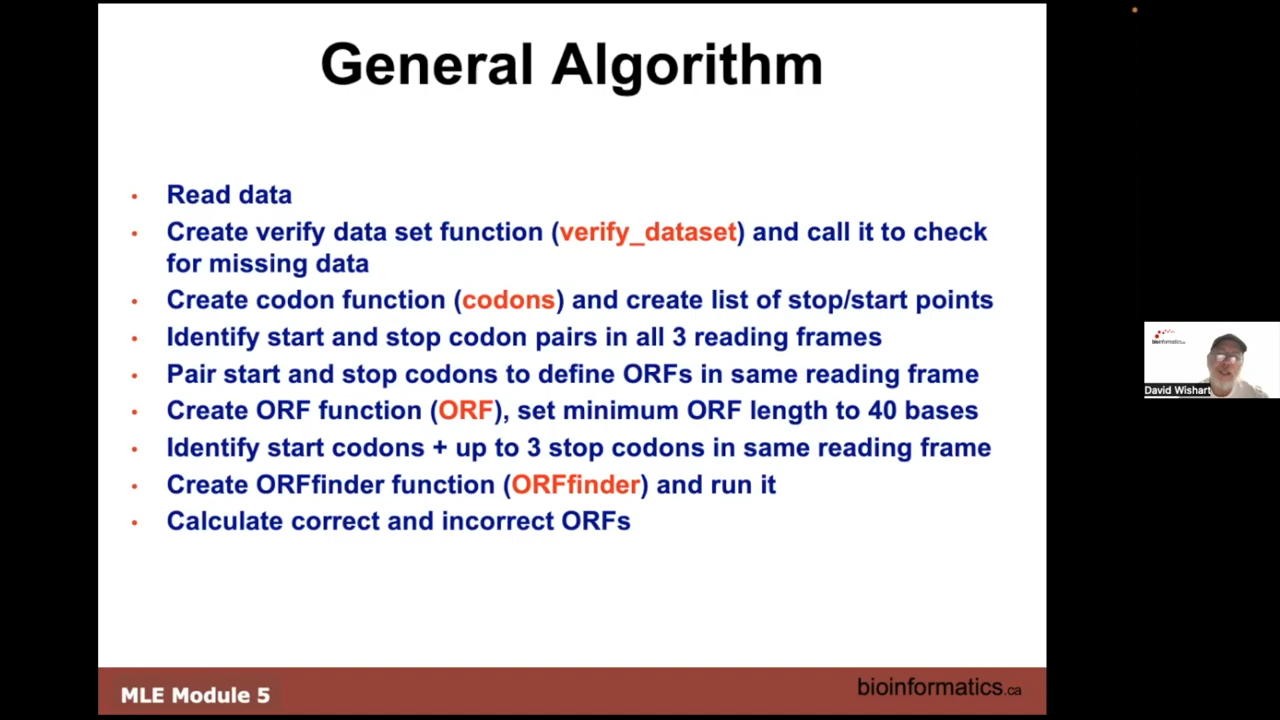 General Algorithm
• Read data
• Create verify data set function (verify_dataset) and call it to check
for missing data
• Create codon function (codons) and create list of stop/start points
• Identify start and stop codon pairs in all 3 reading frames
• Pair start and stop codons to define ORFs in same reading frame
• Create ORF function (ORF), set minimum ORF length to 40 bases
• Identify start codons + up to 3 stop codons in same reading frame
• Create ORFfinder function (ORFfinder) and run it
• Calculate correct and incorrect ORFs
bioinformatics.ca
David Wishart
MLE Module 5
bioinformatics.ca